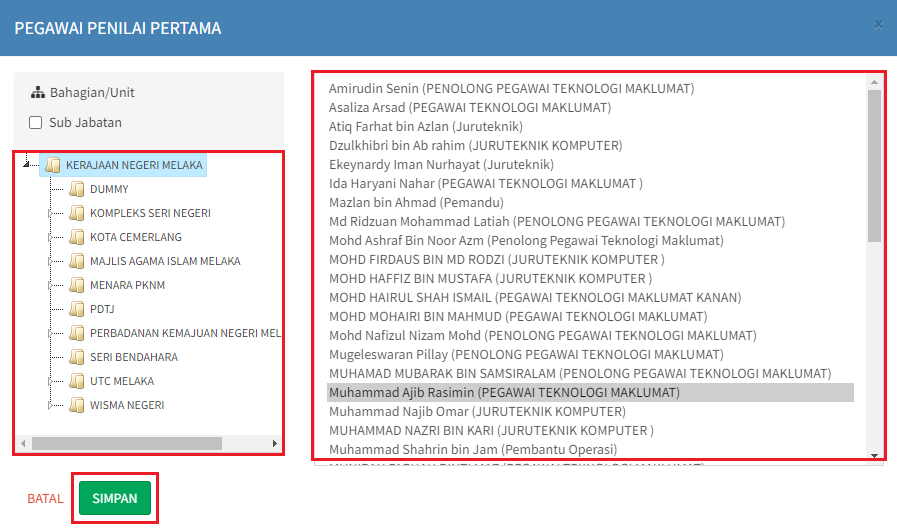 PEGAWAI PENILAI PERTAMA
×
Bahagian/Unit
Sub Jabatan
KERAJAAN NEGERI MELAKA
DUMMY
KOMPLEKS SERI NEGERI
KOTA CEMERLANG
MAJLIS AGAMA ISLAM MELAKA
MENARA PKNM
PDTJ
PERBADANAN KEMAJUAN NEGERI MEL
SERI BENDAHARA
UTC MELAKA
WISMA NEGERI
Amirudin Senin (PENOLONG PEGAWAI TEKNOLOGI MAKLUMAT)
Asaliza Arsad (PEGAWAI TEKNOLOGI MAKLUMAT)
Atiq Farhat bin Azlan (Juruteknik)
Dzulkhibri bin Ab rahim (JURUTEKNIK KOMPUTER)
Ekeynardy Iman Nurhayat (Juruteknik)
Ida Haryani Nahar (PEGAWAI TEKNOLOGI MAKLUMAT )
Mazlan bin Ahmad (Pemandu)
Md Ridzuan Mohammad Latiah (PENOLONG PEGAWAI TEKNOLOGI MAKLUMAT)
Mohd Ashraf Bin Noor Azm (Penolong Pegawai Teknologi Maklumat)
MOHD FIRDAUS BIN MD RODZI (JURUTEKNIK KOMPUTER )
MOHD HAFFIZ BIN MUSTAFA (JURUTEKNIK KOMPUTER )
MOHD HAIRUL SHAH ISMAIL (PEGAWAI TEKNOLOGI MAKLUMAT KANAN)
MOHD MOHAIRI BIN MAHMUD (PEGAWAI TEKNOLOGI MAKLUMAT)
Mohd Nafizul Nizam Mohd (PENOLONG PEGAWAI TEKNOLOGI MAKLUMAT)
Mugeleswaran Pillay (PENOLONG PEGAWAI TEKNOLOGI MAKLUMAT)
MUHAMAD MUBARAK BIN SAMSIRALAM (PENOLONG PEGAWAI TEKNOLOGI MAKLUMAT)
Muhammad Ajib Rasimin (PEGAWAI TEKNOLOGI MAKLUMAT)
Muhammad Najib Omar (JURUTEKNIK KOMPUTER)
MUHAMMAD NAZRI BIN KARI (JURUTEKNIK KOMPUTER )
Muhammad Shahrin bin Jam (Pembantu Operasi)
BATAL
SIMPAN